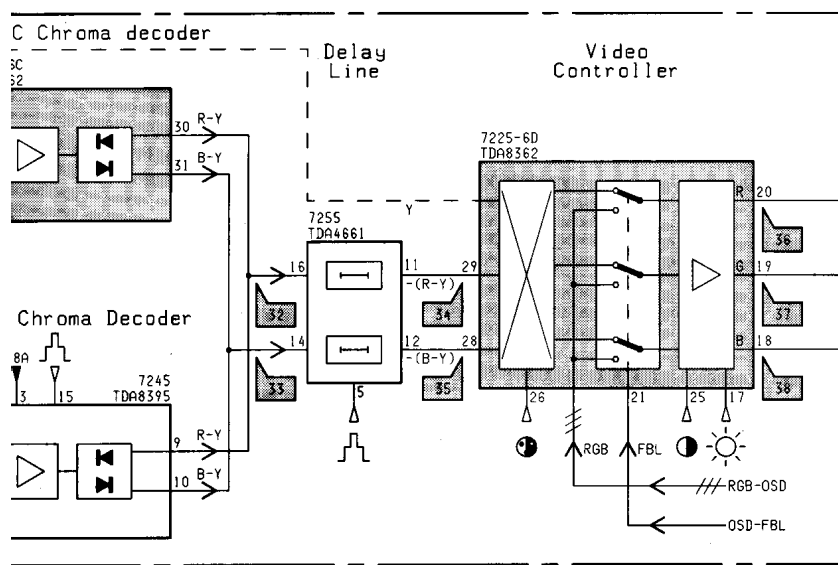 C Chroma decoder
Delay
Line
Video
Controller
SC
62
30
R-Y
31
B-Y
7225-6D
TDA8362
Y
R
20
7255
TDA4661
36
16
11
-(R-Y)
29
G
19
32
34
37
Chroma Decoder
14
12
-(B-Y)
28
B
18
33
35
38
8A
3
15
7245
TDA8395
5
26
21
25
17
9
R-Y
RGB
FBL
10
B-Y
RGB-OSD
OSD-FBL